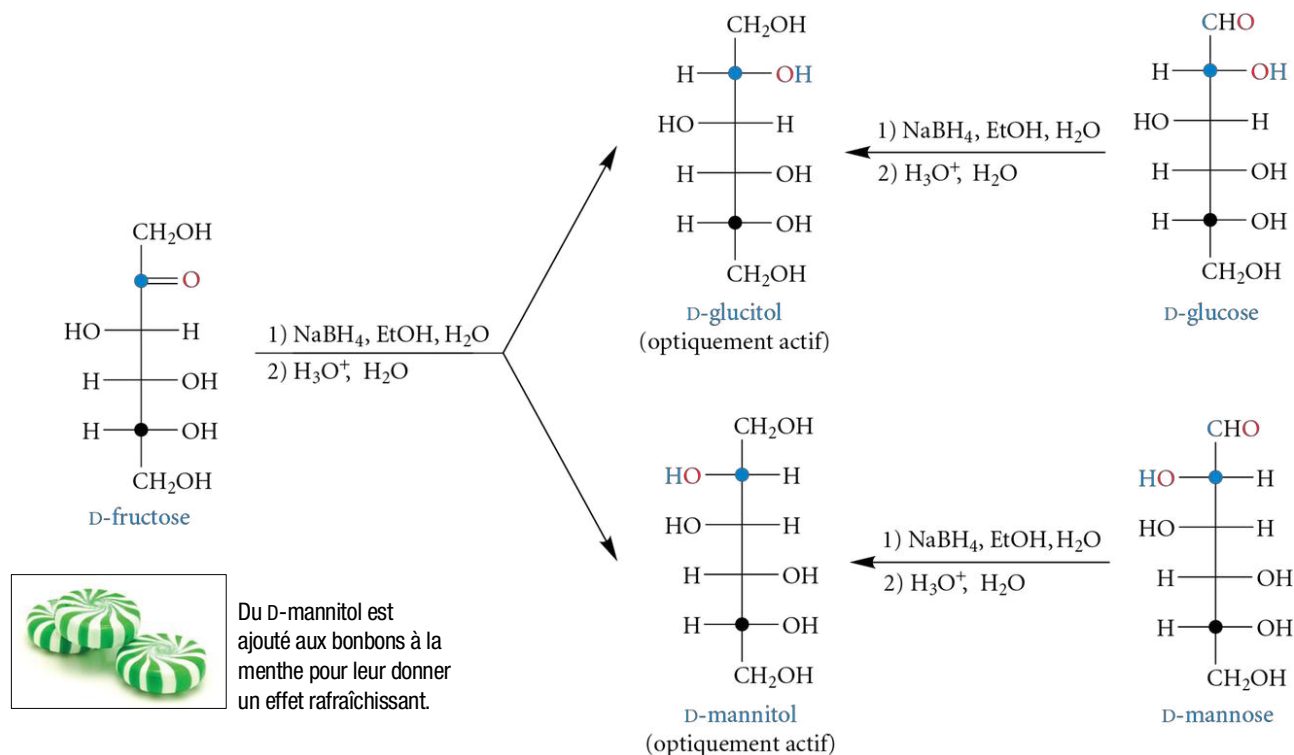 CH₂OH
H OH
HO H
H OH
H OH
CH₂OH
D-glucitol
(optiquement actif)
1) NaBH₄, EtOH, H₂O
2) H₃O⁺, H₂O
CHO
H OH
HO H
H OH
H OH
CH₂OH
D-glucose
CH₂OH
O
HO H
H OH
H OH
CH₂OH
D-fructose
1) NaBH₄, EtOH, H₂O
2) H₃O⁺, H₂O
CH₂OH
HO H
HO H
H OH
H OH
CH₂OH
D-mannitol
(optiquement actif)
1) NaBH₄, EtOH, H₂O
2) H₃O⁺, H₂O
CHO
HO H
HO H
H OH
H OH
CH₂OH
D-mannose
Du D-mannitol est
ajouté aux bonbons à la
menthe pour leur donner
un effet rafraîchissant.